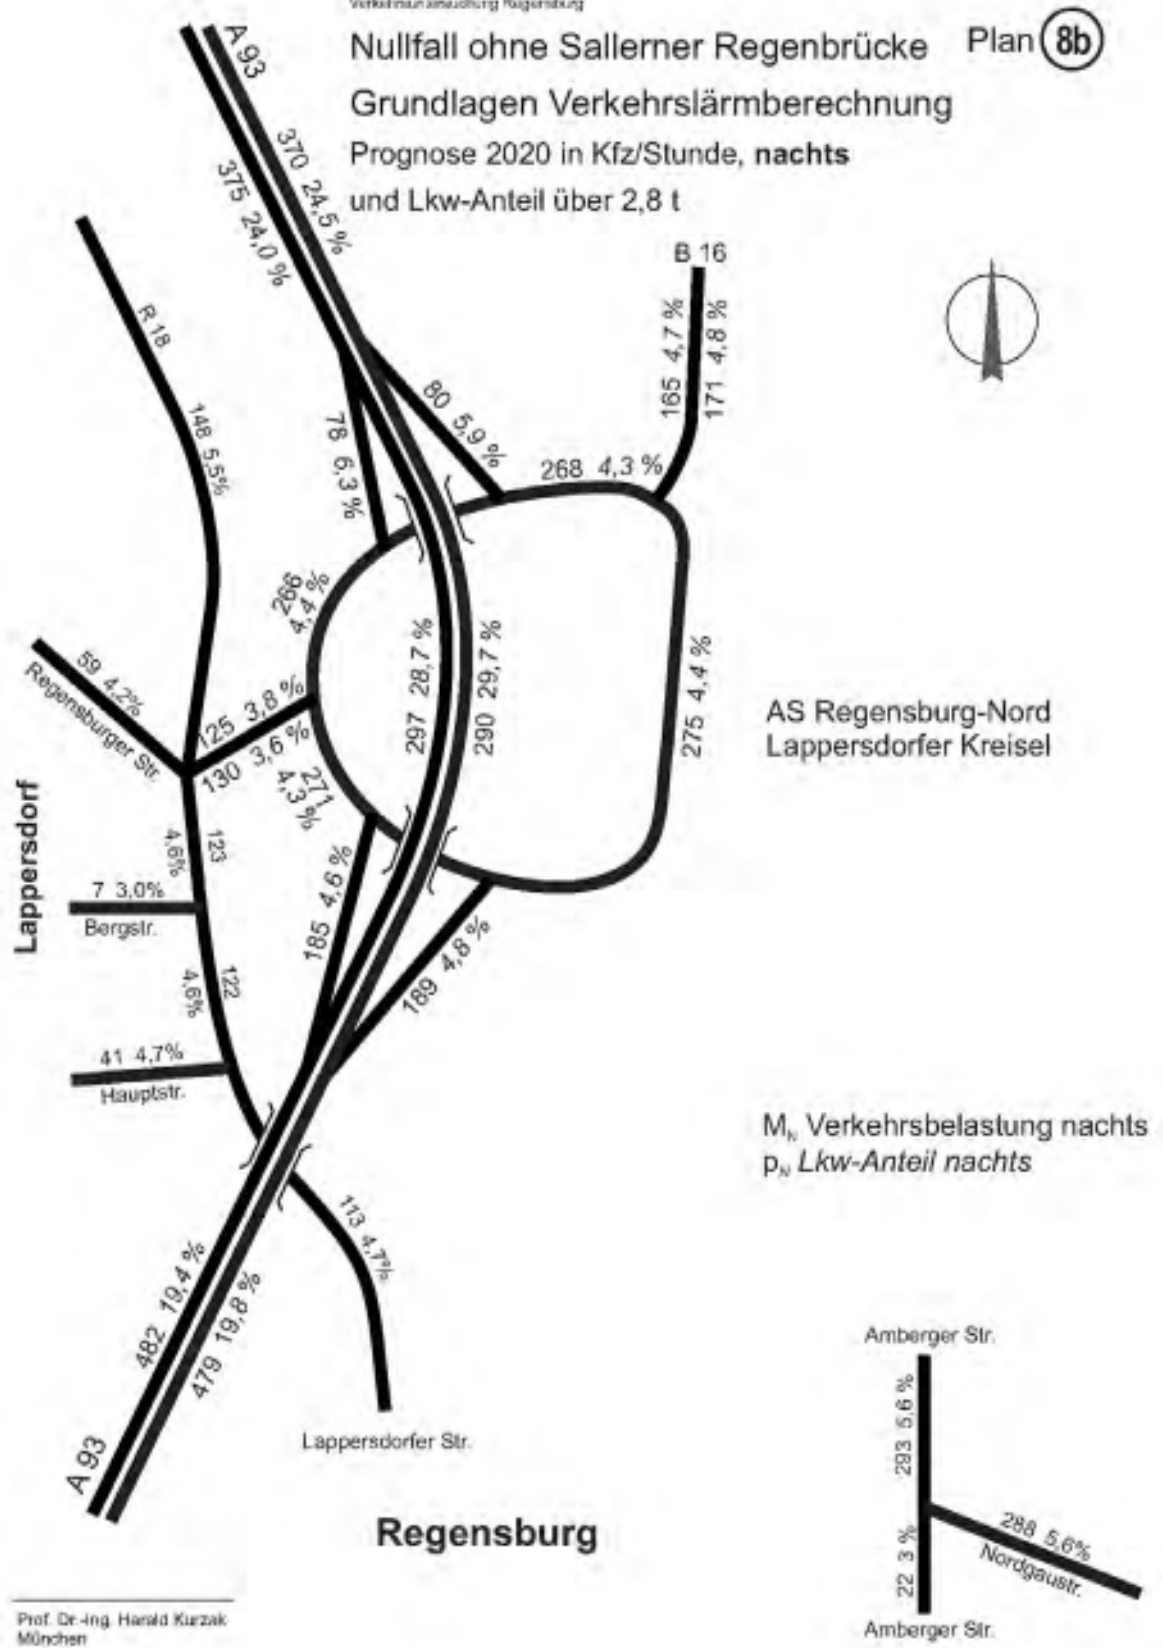 Verkehrsuntersuchung Regensburg
Nullfall ohne Sallerner Regenbrücke Plan 8b
Grundlagen Verkehrslärmberechnung
Prognose 2020 in Kfz/Stunde, nachts
und Lkw-Anteil über 2,8 t
A 93
370 24,5 %
375 24,0 %
B 16
165 4,7 %
171 4,8 %
R 18
148 5,5%
78 6,3 %
80 5,9 %
268 4,3 %
266
4,4 %
59 4,2%
Regensburger Str.
125 3,8 %
130 3,6 %
271
4,3 %
297 28,7 %
290 29,7 %
275 4,4 %
AS Regensburg-Nord
Lappersdorfer Kreisel
Lappersdorf
123
4,6%
7 3,0%
Bergstr.
122
4,6%
185 4,6 %
189 4,8 %
41 4,7%
Hauptstr.
M_N Verkehrsbelastung nachts
p_N Lkw-Anteil nachts
113 4,7%
482 19,4 %
479 19,8 %
A 93
Lappersdorfer Str.
Regensburg
Amberger Str.
293 5,6 %
288 5,6%
Nordgaustr.
22 3 %
Amberger Str.
Prof. Dr.-Ing. Harald Kurzak
München